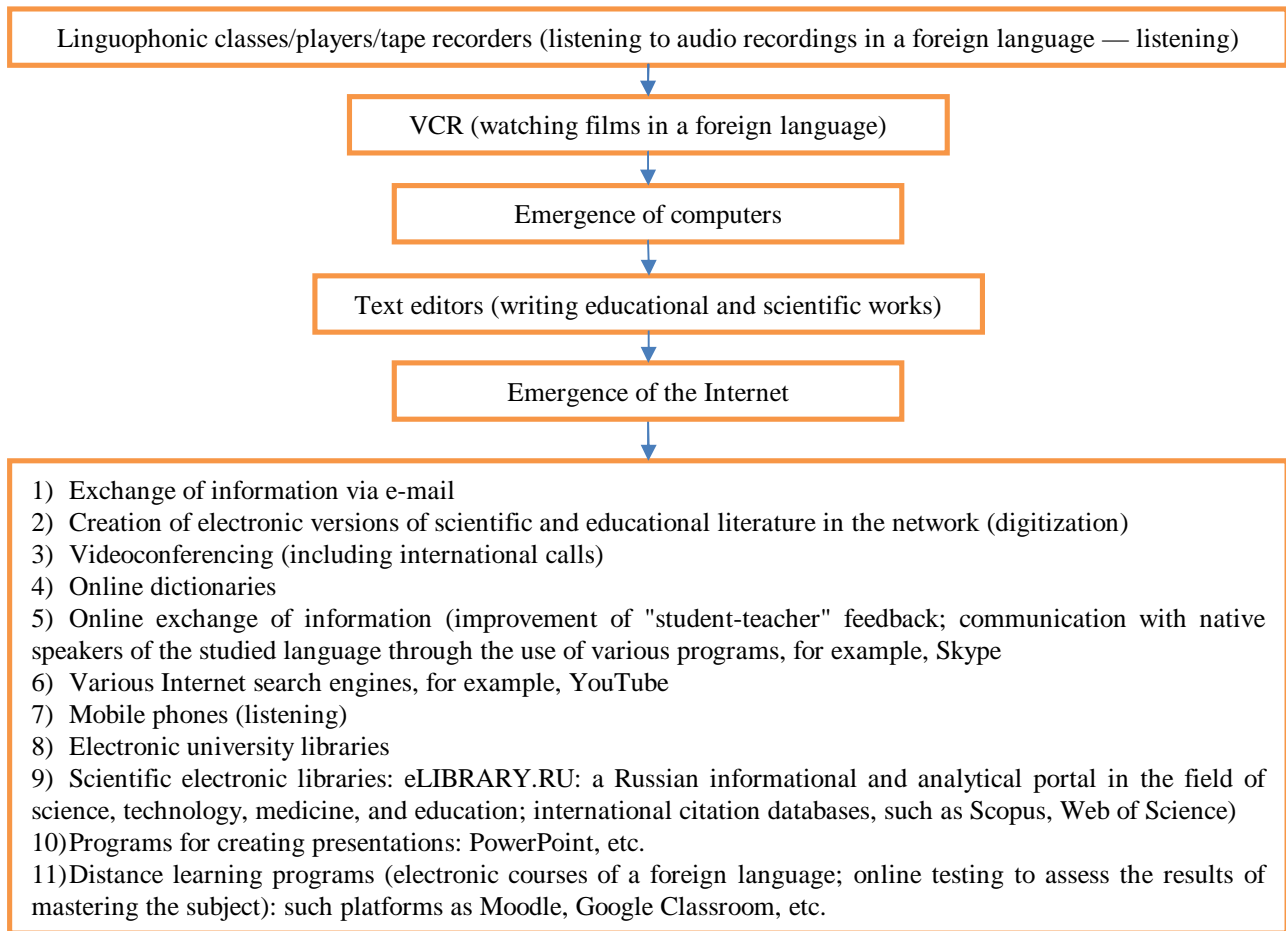 Linguophonic classes/players/tape recorders (listening to audio recordings in a foreign language — listening)
VCR (watching films in a foreign language)
Emergence of computers
Text editors (writing educational and scientific works)
Emergence of the Internet
1) Exchange of information via e-mail
2) Creation of electronic versions of scientific and educational literature in the network (digitization)
3) Videoconferencing (including international calls)
4) Online dictionaries
5) Online exchange of information (improvement of "student-teacher" feedback; communication with native
speakers of the studied language through the use of various programs, for example, Skype
6) Various Internet search engines, for example, YouTube
7) Mobile phones (listening)
8) Electronic university libraries
9) Scientific electronic libraries: eLIBRARY.RU: a Russian informational and analytical portal in the field of
science, technology, medicine, and education; international citation databases, such as Scopus, Web of Science)
10)Programs for creating presentations: PowerPoint, etc.
11)Distance learning programs (electronic courses of a foreign language; online testing to assess the results of
mastering the subject): such platforms as Moodle, Google Classroom, etc.